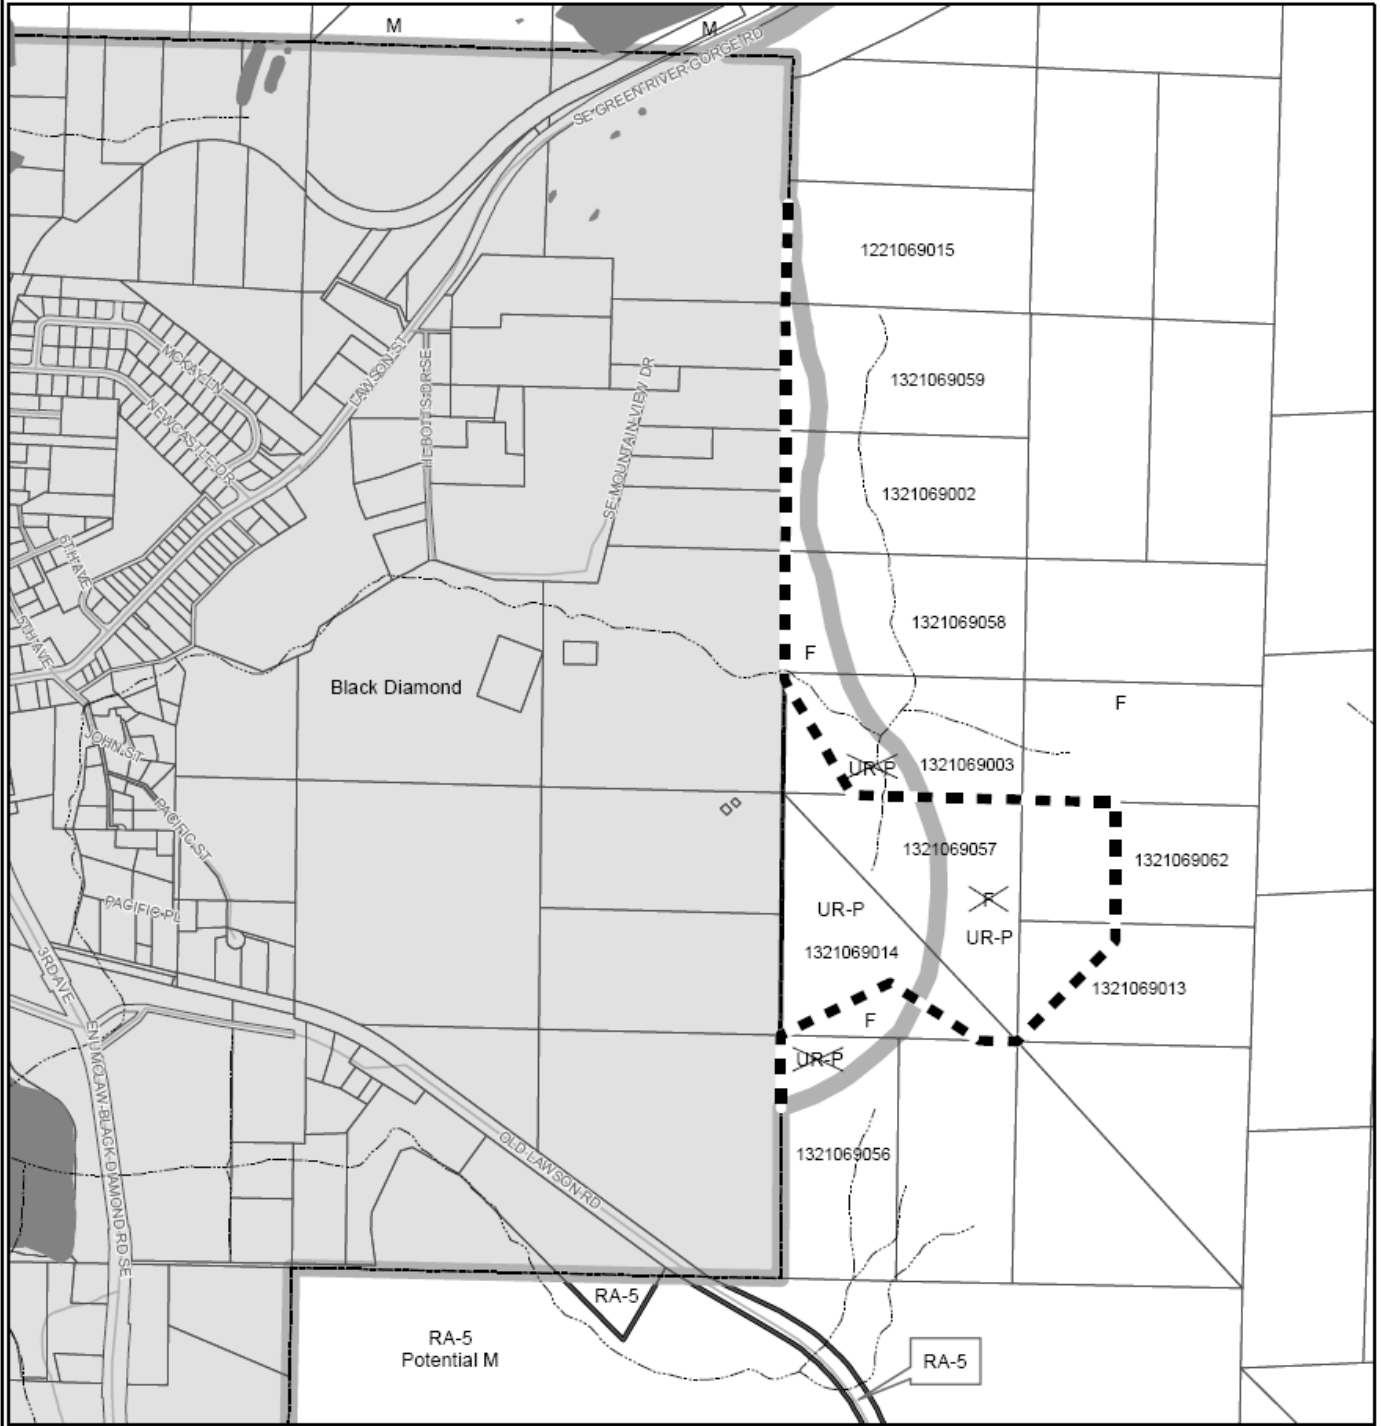 M
M
SE GREEN RIVER GORGE RD
1221069015
MCKAY LN
LAWSON ST
HEBOTTS DR SE
SE MOUNTAIN VIEW DR
1321069059
NEWCASTLE DR
1321069002
6TH AVE
5TH AVE
1321069058
F
Black Diamond
F
JOHN ST
UR-P
1321069003
PACIFIC ST
1321069057
1321069062
F
UR-P
UR-P
PACIFIC PL
1321069014
3RD AVE
1321069013
F
UR-P
ENUMCLAW-BLACK DIAMOND RD SE
OLD LAWSON RD
1321069056
RA-5
RA-5
Potential M
RA-5